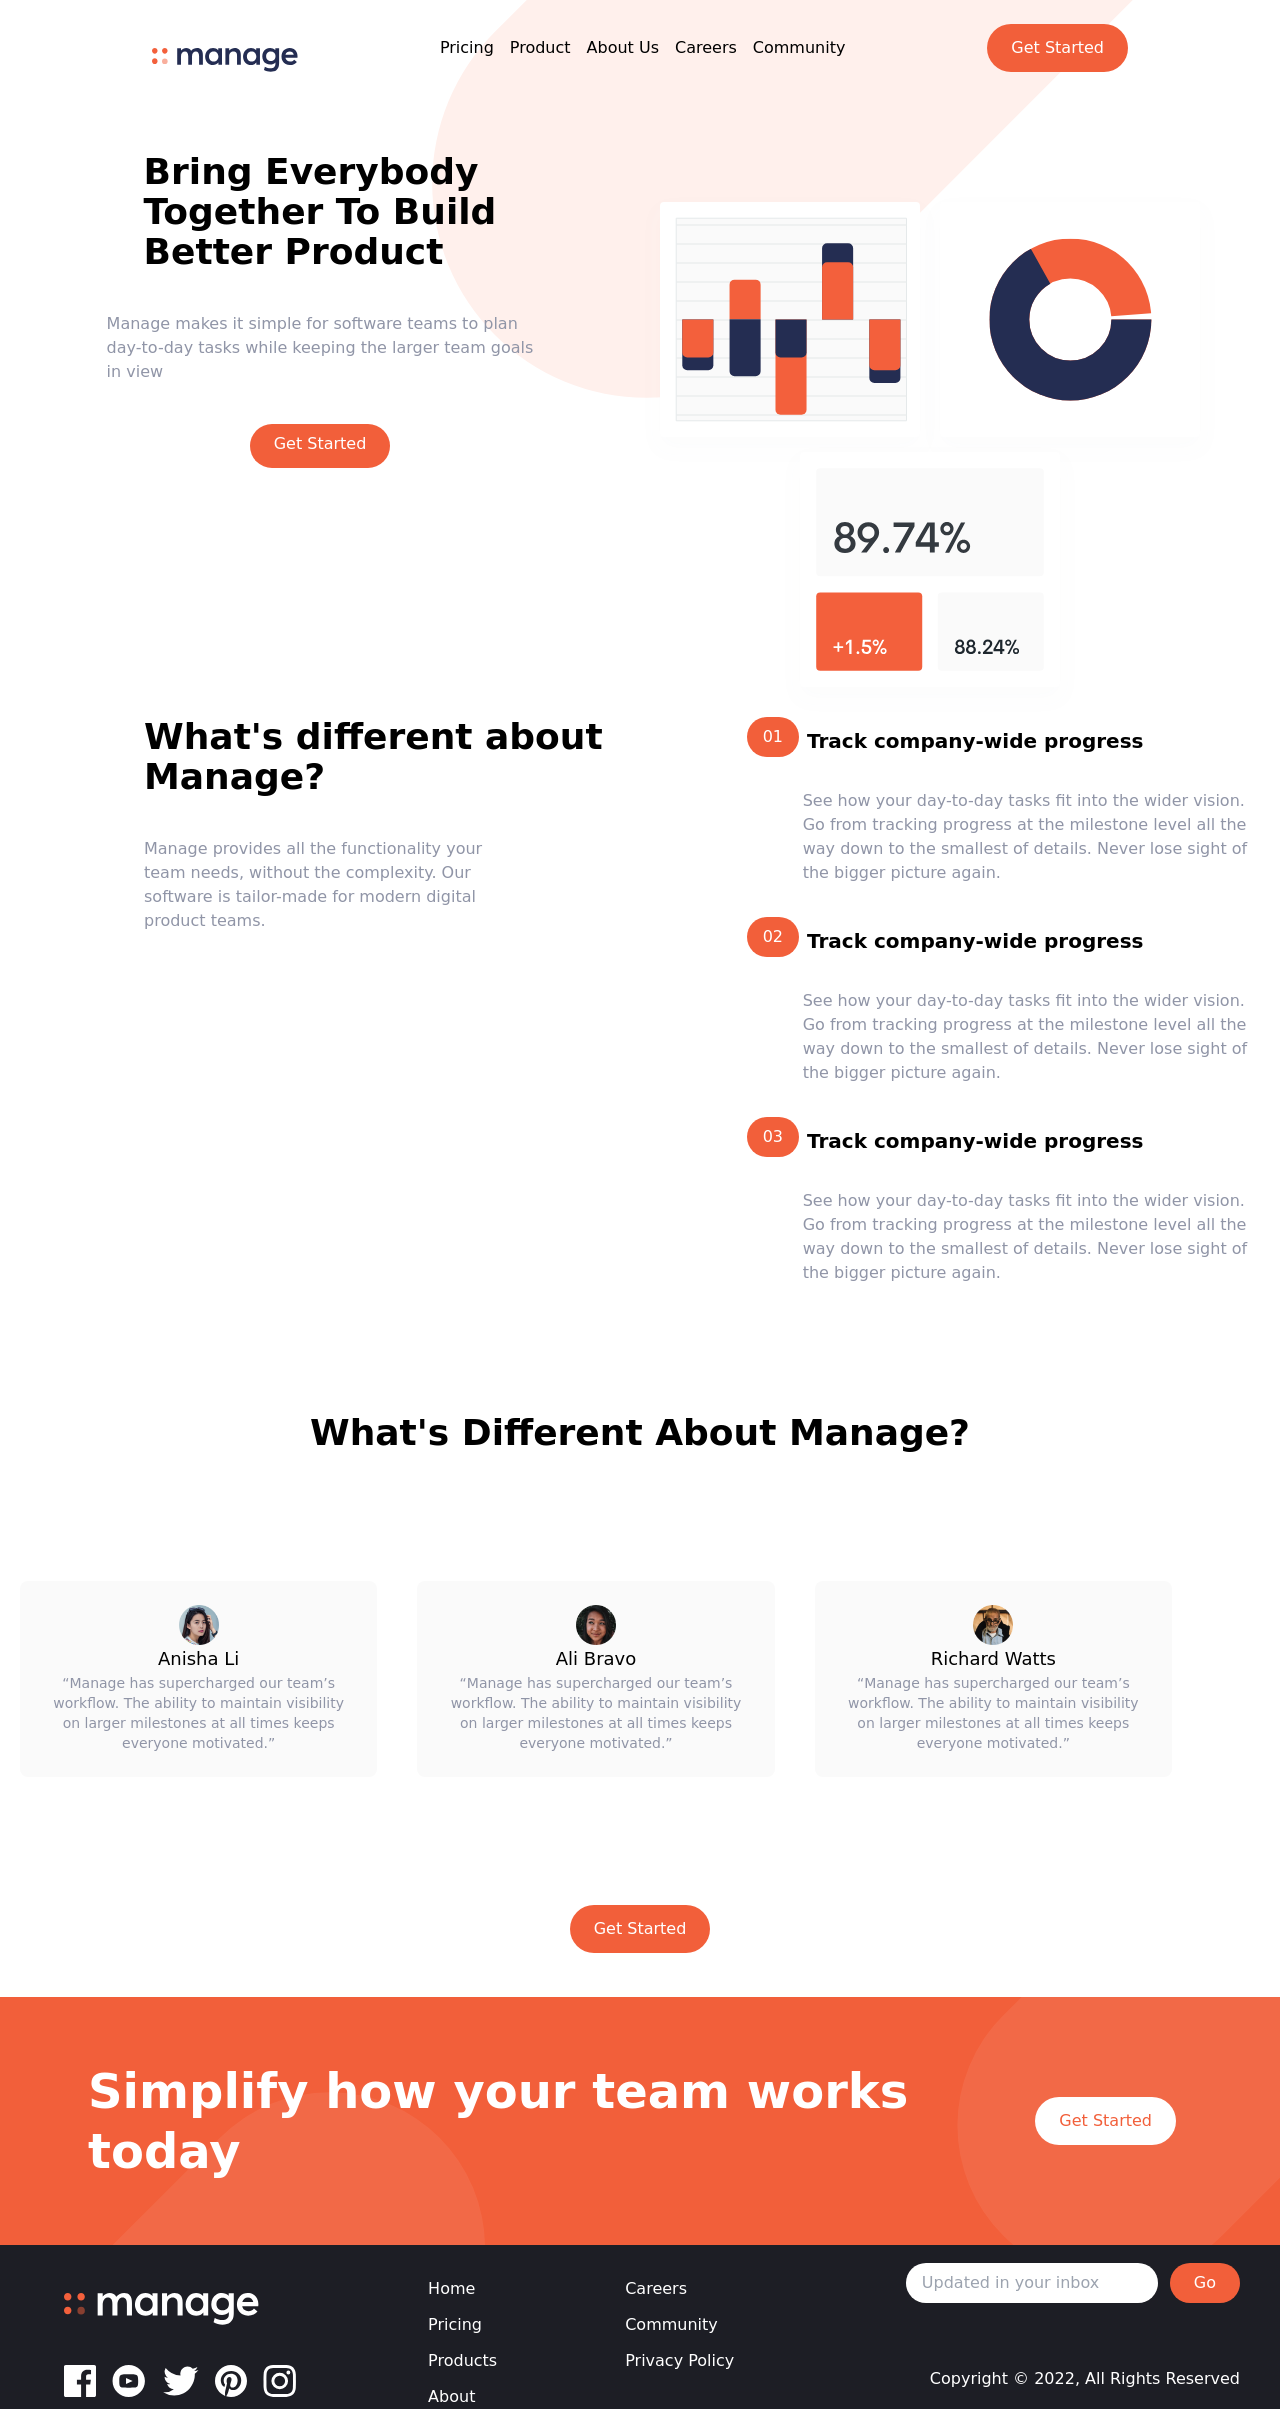 manage
Pricing Product About Us Careers Community
Get Started
Bring Everybody
Together To Build
Better Product
Manage makes it simple for software teams to plan
day-to-day tasks while keeping the larger team goals
in view
Get Started
89.74%
+1.5%
88.24%
What's different about
Manage?
Manage provides all the functionality your
team needs, without the complexity. Our
software is tailor-made for modern digital
product teams.
01 Track company-wide progress
See how your day-to-day tasks fit into the wider vision.
Go from tracking progress at the milestone level all the
way down to the smallest of details. Never lose sight of
the bigger picture again.
02 Track company-wide progress
See how your day-to-day tasks fit into the wider vision.
Go from tracking progress at the milestone level all the
way down to the smallest of details. Never lose sight of
the bigger picture again.
03 Track company-wide progress
See how your day-to-day tasks fit into the wider vision.
Go from tracking progress at the milestone level all the
way down to the smallest of details. Never lose sight of
the bigger picture again.
What's Different About Manage?
Anisha Li
“Manage has supercharged our team’s
workflow. The ability to maintain visibility
on larger milestones at all times keeps
everyone motivated.”
Ali Bravo
“Manage has supercharged our team’s
workflow. The ability to maintain visibility
on larger milestones at all times keeps
everyone motivated.”
Richard Watts
“Manage has supercharged our team’s
workflow. The ability to maintain visibility
on larger milestones at all times keeps
everyone motivated.”
Get Started
Simplify how your team works
today
Get Started
manage
Home
Pricing
Products
About
Careers
Community
Privacy Policy
Updated in your inbox
Go
Copyright © 2022, All Rights Reserved